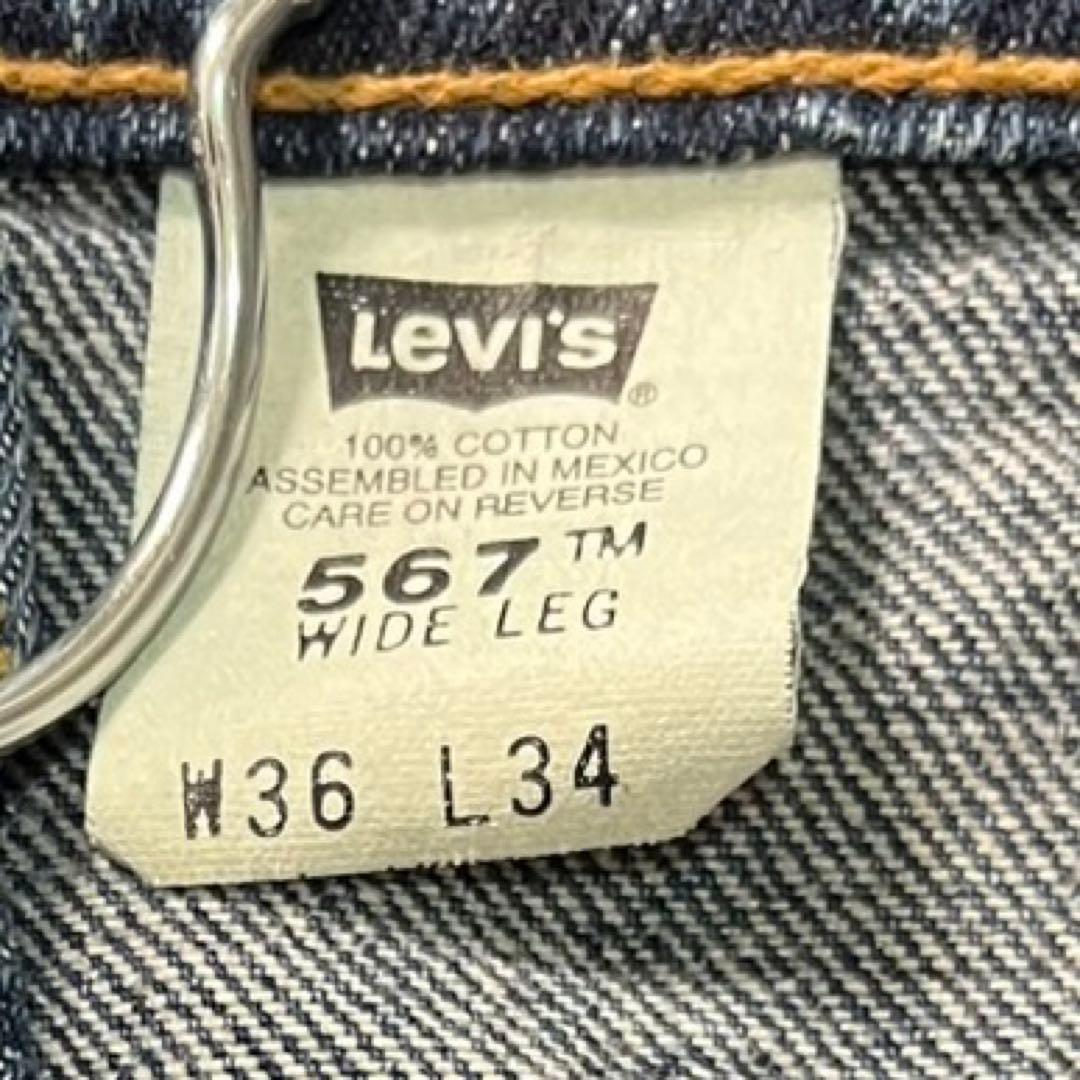 Levi's®
100% COTTON
ASSEMBLED IN MEXICO
CARE ON REVERSE
567™
WIDE LEG
W36 L34